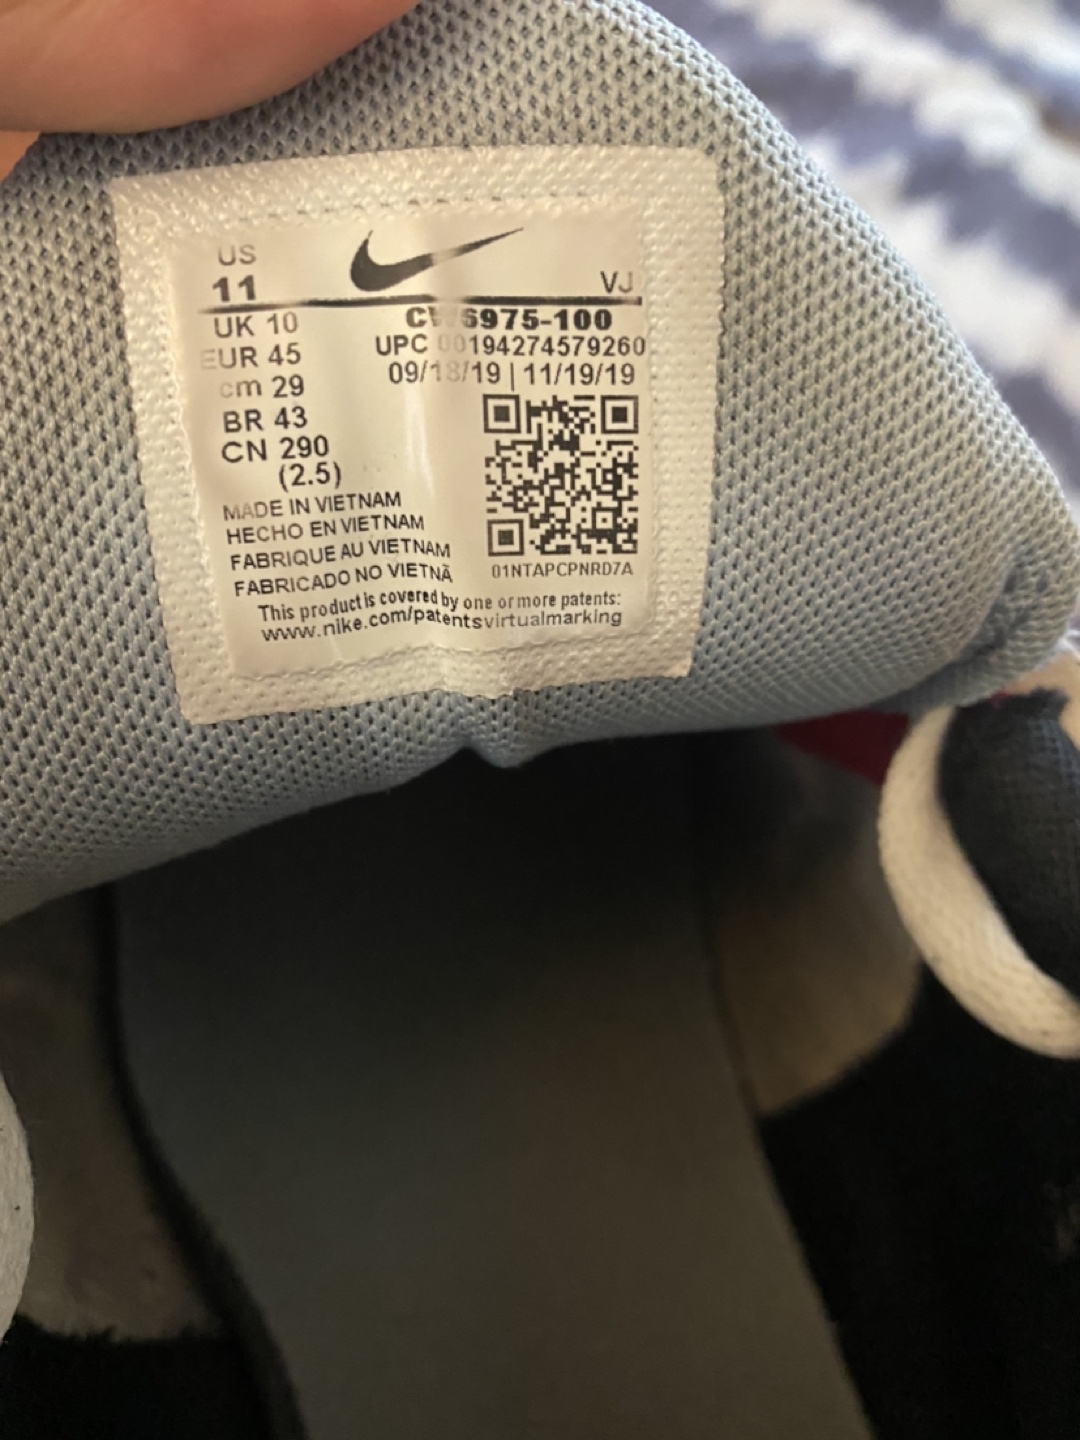 US
11
VJ
UK 10
EUR 45
cm 29
BR 43
CN 290
(2.5)
UPC 00194274579260
09/18/19 | 11/19/19
MADE IN VIETNAM
HECHO EN VIETNAM
FABRIQUE AU VIETNAM
FABRICADO NO VIETNÃ
01NTAPCPNRD7A
This product is covered by one or more patents:
www.nike.com/patentsvirtualmarking